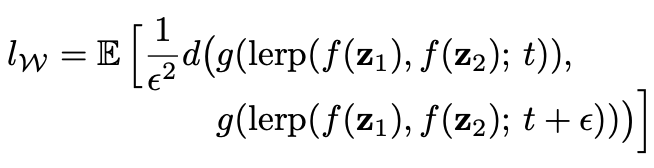 l_𝒲 = 𝔼 [ 1/ϵ² d(g(lerp(f(𝐳₁), f(𝐳₂); t)),
g(lerp(f(𝐳₁), f(𝐳₂); t + ϵ))) ]